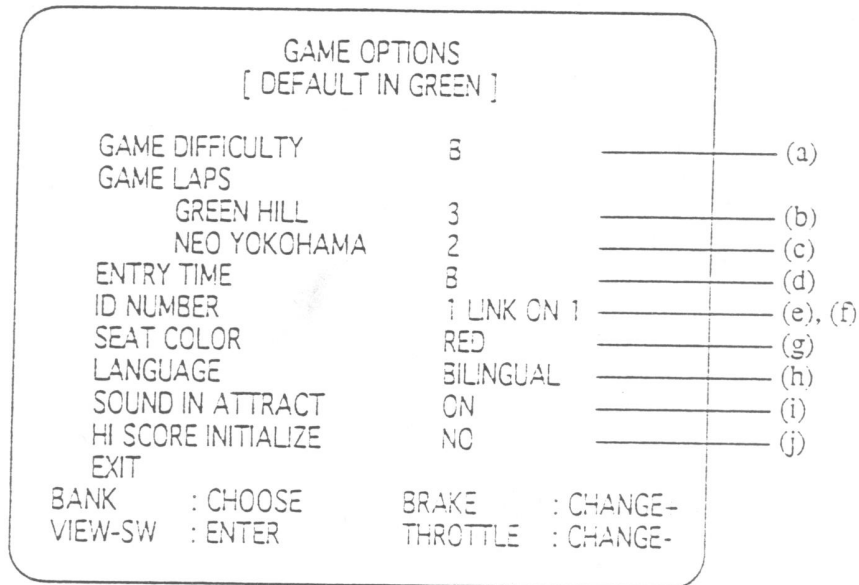 GAME OPTIONS
[ DEFAULT IN GREEN ]
GAME DIFFICULTY B (a)
GAME LAPS
GREEN HILL 3 (b)
NEO YOKOHAMA 2 (c)
ENTRY TIME B (d)
ID NUMBER 1 LINK ON 1 (e), (f)
SEAT COLOR RED (g)
LANGUAGE BILINGUAL (h)
SOUND IN ATTRACT ON (i)
HI SCORE INITIALIZE NO (j)
EXIT
BANK : CHOOSE BRAKE : CHANGE-
VIEW-SW : ENTER THROTTLE : CHANGE-